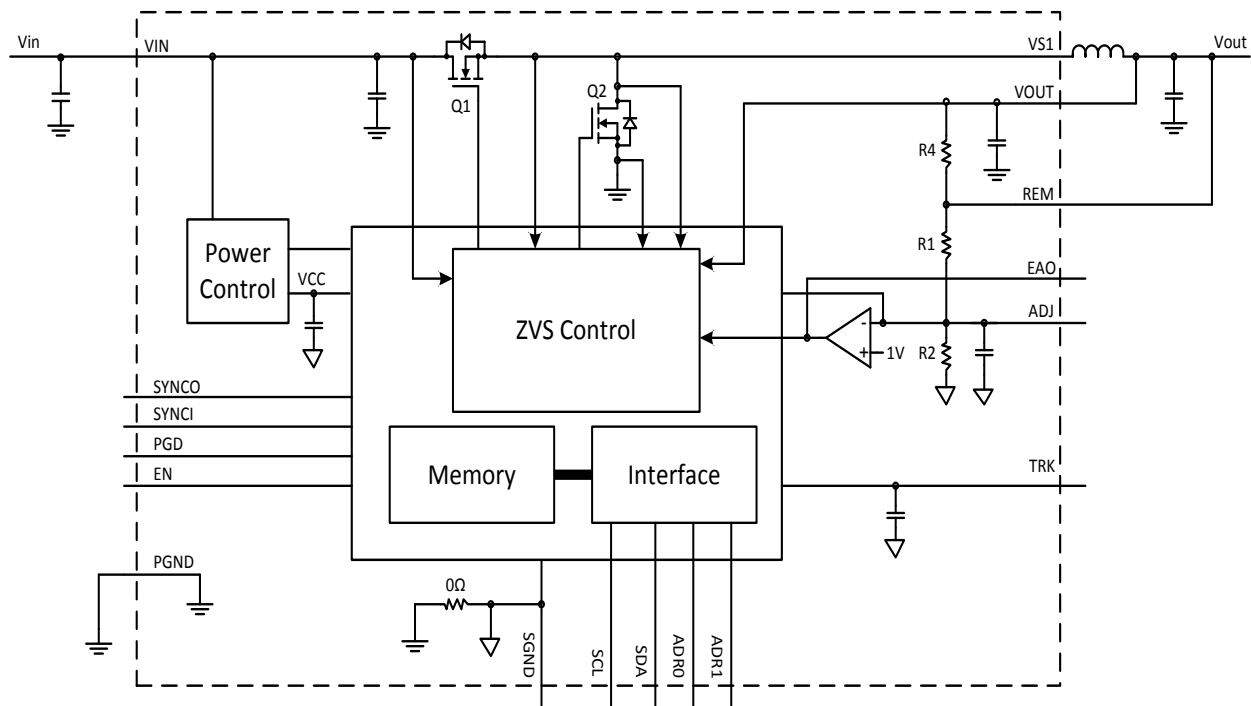 Vin
VIN
VS1
Vout
Q1
Q2
VOUT
R4
REM
R1
Power
Control
VCC
ZVS Control
EAO
ADJ
-
+
1V
R2
SYNCO
SYNCI
PGD
EN
Memory
Interface
TRK
PGND
0Ω
SGND
SCL
SDA
ADR0
ADR1